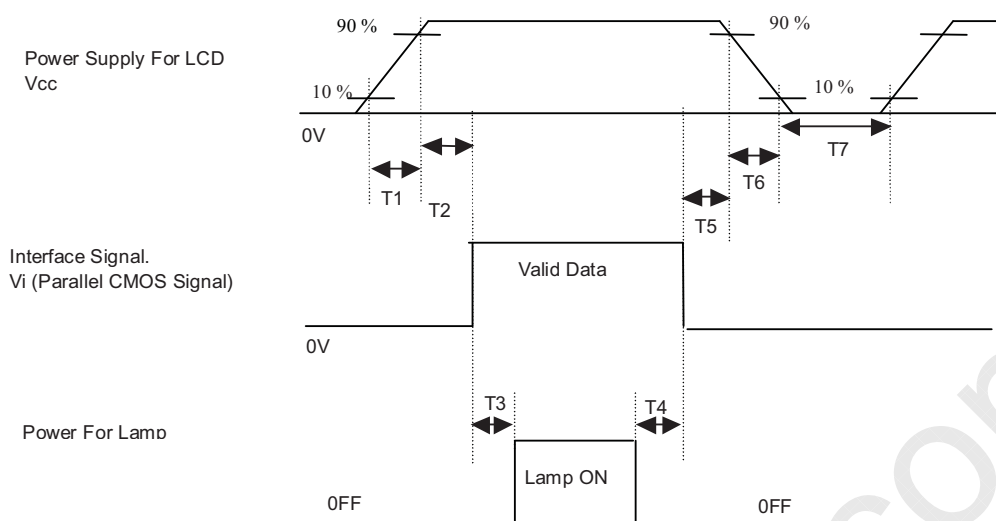 90 %
90 %
Power Supply For LCD
Vcc
10 %
10 %
0V
T7
T1
T2
T6
T5
Interface Signal.
Vi (Parallel CMOS Signal)
Valid Data
0V
T3
T4
Power For Lamp
Lamp ON
0FF
0FF